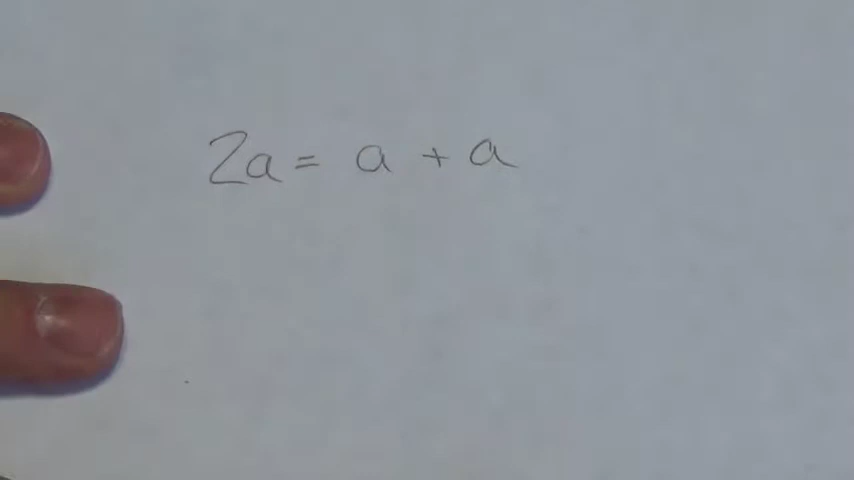 2a = a + a